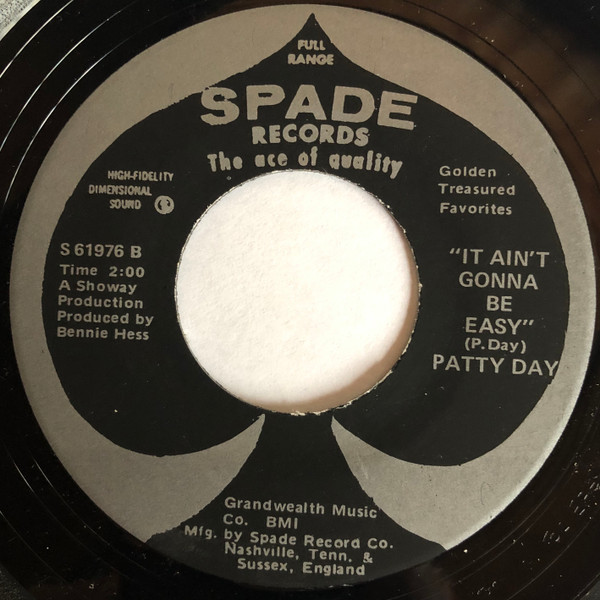 FULL
RANGE
SPADE
RECORDS
The ace of quality
HIGH-FIDELITY
DIMENSIONAL
SOUND
Golden
Treasured
Favorites
S 61976 B
Time 2:00
A Showay
Production
Produced by
Bennie Hess
"IT AIN'T
GONNA
BE
EASY"
(P. Day)
PATTY DAY
Grandwealth Music
Co. BMI
Mfg. by Spade Record Co.
Nashville, Tenn. &
Sussex, England